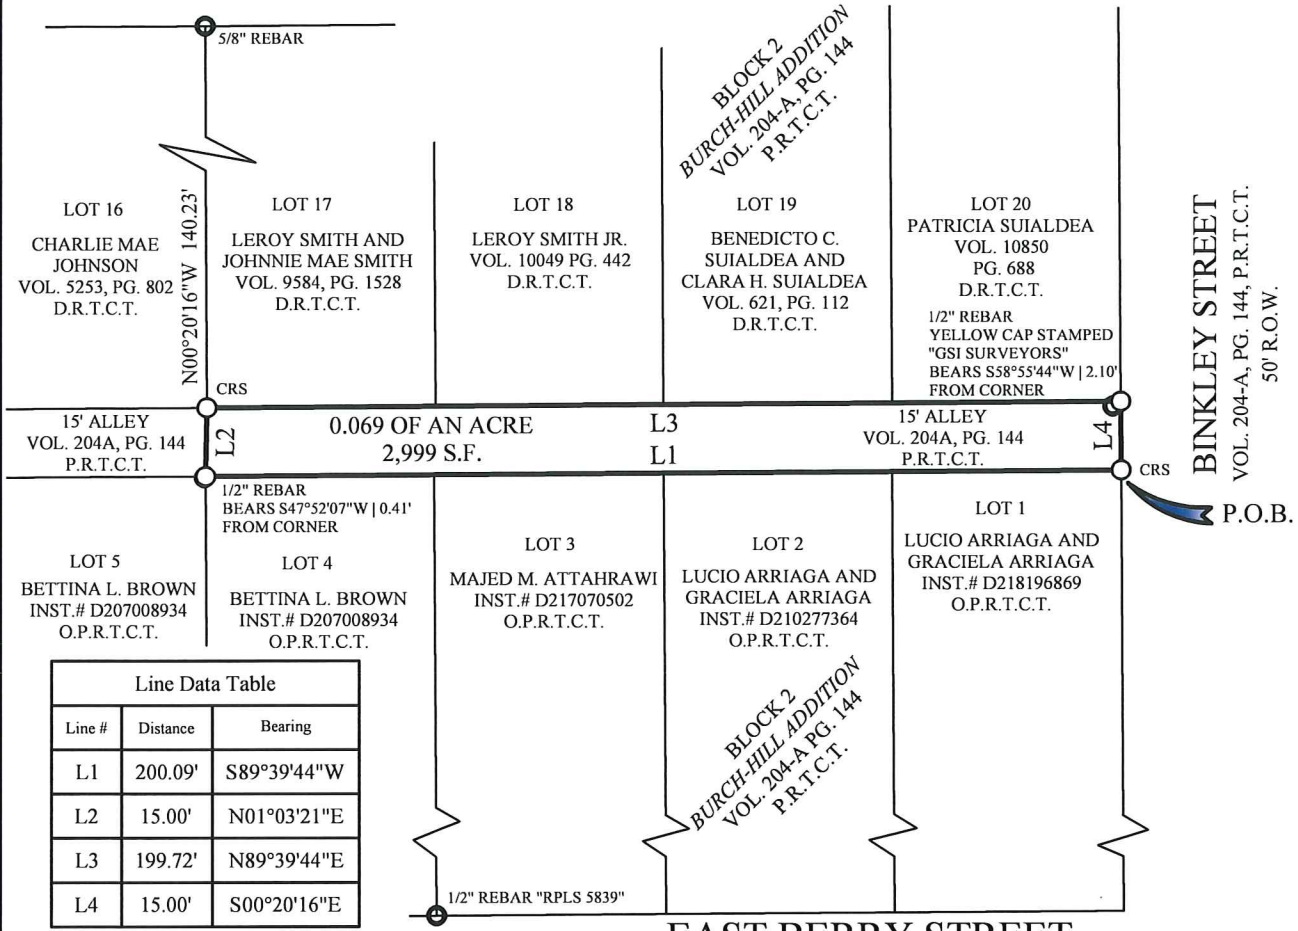 5/8" REBAR
BLOCK 2
BURCH-HILL ADDITION
VOL. 204-A, PG. 144
P.R.T.C.T.
N00°20'16"W 140.23'
LOT 16
CHARLIE MAE
JOHNSON
VOL. 5253, PG. 802
D.R.T.C.T.
LOT 17
LEROY SMITH AND
JOHNNIE MAE SMITH
VOL. 9584, PG. 1528
D.R.T.C.T.
LOT 18
LEROY SMITH JR.
VOL. 10049 PG. 442
D.R.T.C.T.
LOT 19
BENEDICTO C.
SUIALDEA AND
CLARA H. SUIALDEA
VOL. 621, PG. 112
D.R.T.C.T.
LOT 20
PATRICIA SUIALDEA
VOL. 10850
PG. 688
D.R.T.C.T.
1/2" REBAR
YELLOW CAP STAMPED
"GSI SURVEYORS"
BEARS S58°55'44"W | 2.10'
FROM CORNER
BINKLEY STREET
VOL. 204-A, PG. 144, P.R.T.C.T.
50' R.O.W.
CRS
15' ALLEY
VOL. 204A, PG. 144
P.R.T.C.T.
L2
0.069 OF AN ACRE
2,999 S.F.
L3
L1
15' ALLEY
VOL. 204A, PG. 144
P.R.T.C.T.
L4
CRS
P.O.B.
1/2" REBAR
BEARS S47°52'07"W | 0.41'
FROM CORNER
LOT 5
BETTINA L. BROWN
INST.# D207008934
O.P.R.T.C.T.
LOT 4
BETTINA L. BROWN
INST.# D207008934
O.P.R.T.C.T.
LOT 3
MAJED M. ATTAHRAWI
INST.# D217070502
O.P.R.T.C.T.
LOT 2
LUCIO ARRIAGA AND
GRACIELA ARRIAGA
INST.# D210277364
O.P.R.T.C.T.
LOT 1
LUCIO ARRIAGA AND
GRACIELA ARRIAGA
INST.# D218196869
O.P.R.T.C.T.
BLOCK 2
BURCH-HILL ADDITION
VOL. 204-A PG. 144
P.R.T.C.T.
Line Data Table
Line # Distance Bearing
L1 200.09' S89°39'44"W
L2 15.00' N01°03'21"E
L3 199.72' N89°39'44"E
L4 15.00' S00°20'16"E
1/2" REBAR "RPLS 5839"
EAST BERRY STREET